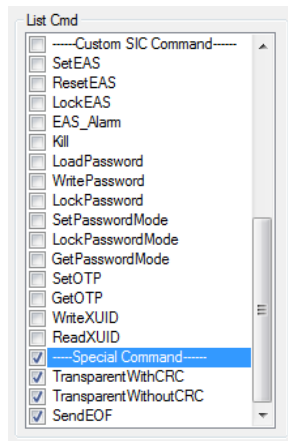 List Cmd
------Custom SIC Command------
SetEAS
ResetEAS
LockEAS
EAS_Alarm
Kill
LoadPassword
WritePassword
LockPassword
SetPasswordMode
LockPasswordMode
GetPasswordMode
SetOTP
GetOTP
WriteXUID
ReadXUID
-----Special Command------
TransparentWithCRC
TransparentWithoutCRC
SendEOF